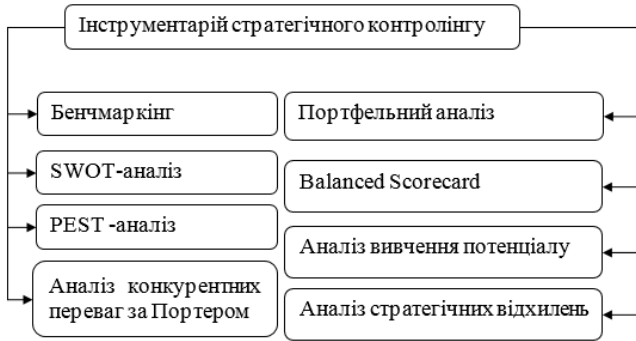 Інструментарій стратегічного контролінгу
Бенчмаркінг
SWOT-аналіз
PEST -аналіз
Аналіз конкурентних
переваг за Портером
Портфельний аналіз
Balanced Scorecard
Аналіз вивчення потенціалу
Аналіз стратегічних відхилень